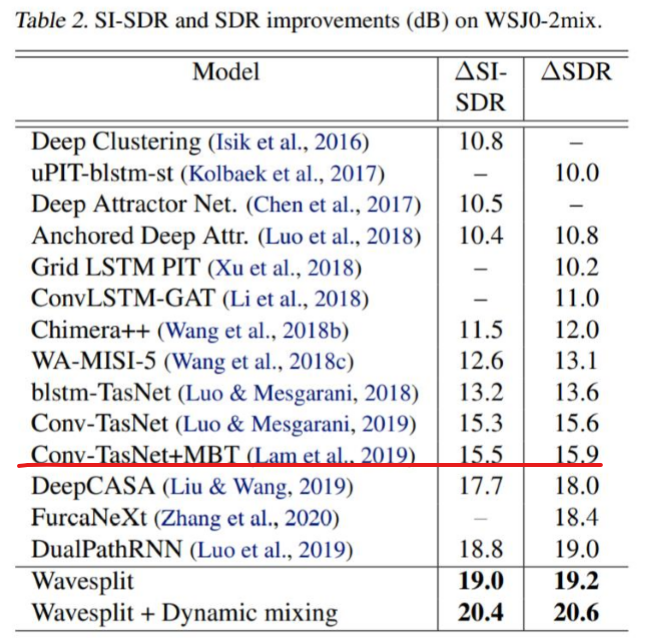 Table 2. SI-SDR and SDR improvements (dB) on WSJ0-2mix.
Model ΔSI- ΔSDR
SDR
Deep Clustering (Isik et al., 2016) 10.8 –
uPIT-blstm-st (Kolbaek et al., 2017) – 10.0
Deep Attractor Net. (Chen et al., 2017) 10.5 –
Anchored Deep Attr. (Luo et al., 2018) 10.4 10.8
Grid LSTM PIT (Xu et al., 2018) – 10.2
ConvLSTM-GAT (Li et al., 2018) – 11.0
Chimera++ (Wang et al., 2018b) 11.5 12.0
WA-MISI-5 (Wang et al., 2018c) 12.6 13.1
blstm-TasNet (Luo & Mesgarani, 2018) 13.2 13.6
Conv-TasNet (Luo & Mesgarani, 2019) 15.3 15.6
Conv-TasNet+MBT (Lam et al., 2019) 15.5 15.9
DeepCASA (Liu & Wang, 2019) 17.7 18.0
FurcaNeXt (Zhang et al., 2020) – 18.4
DualPathRNN (Luo et al., 2019) 18.8 19.0
Wavesplit 19.0 19.2
Wavesplit + Dynamic mixing 20.4 20.6